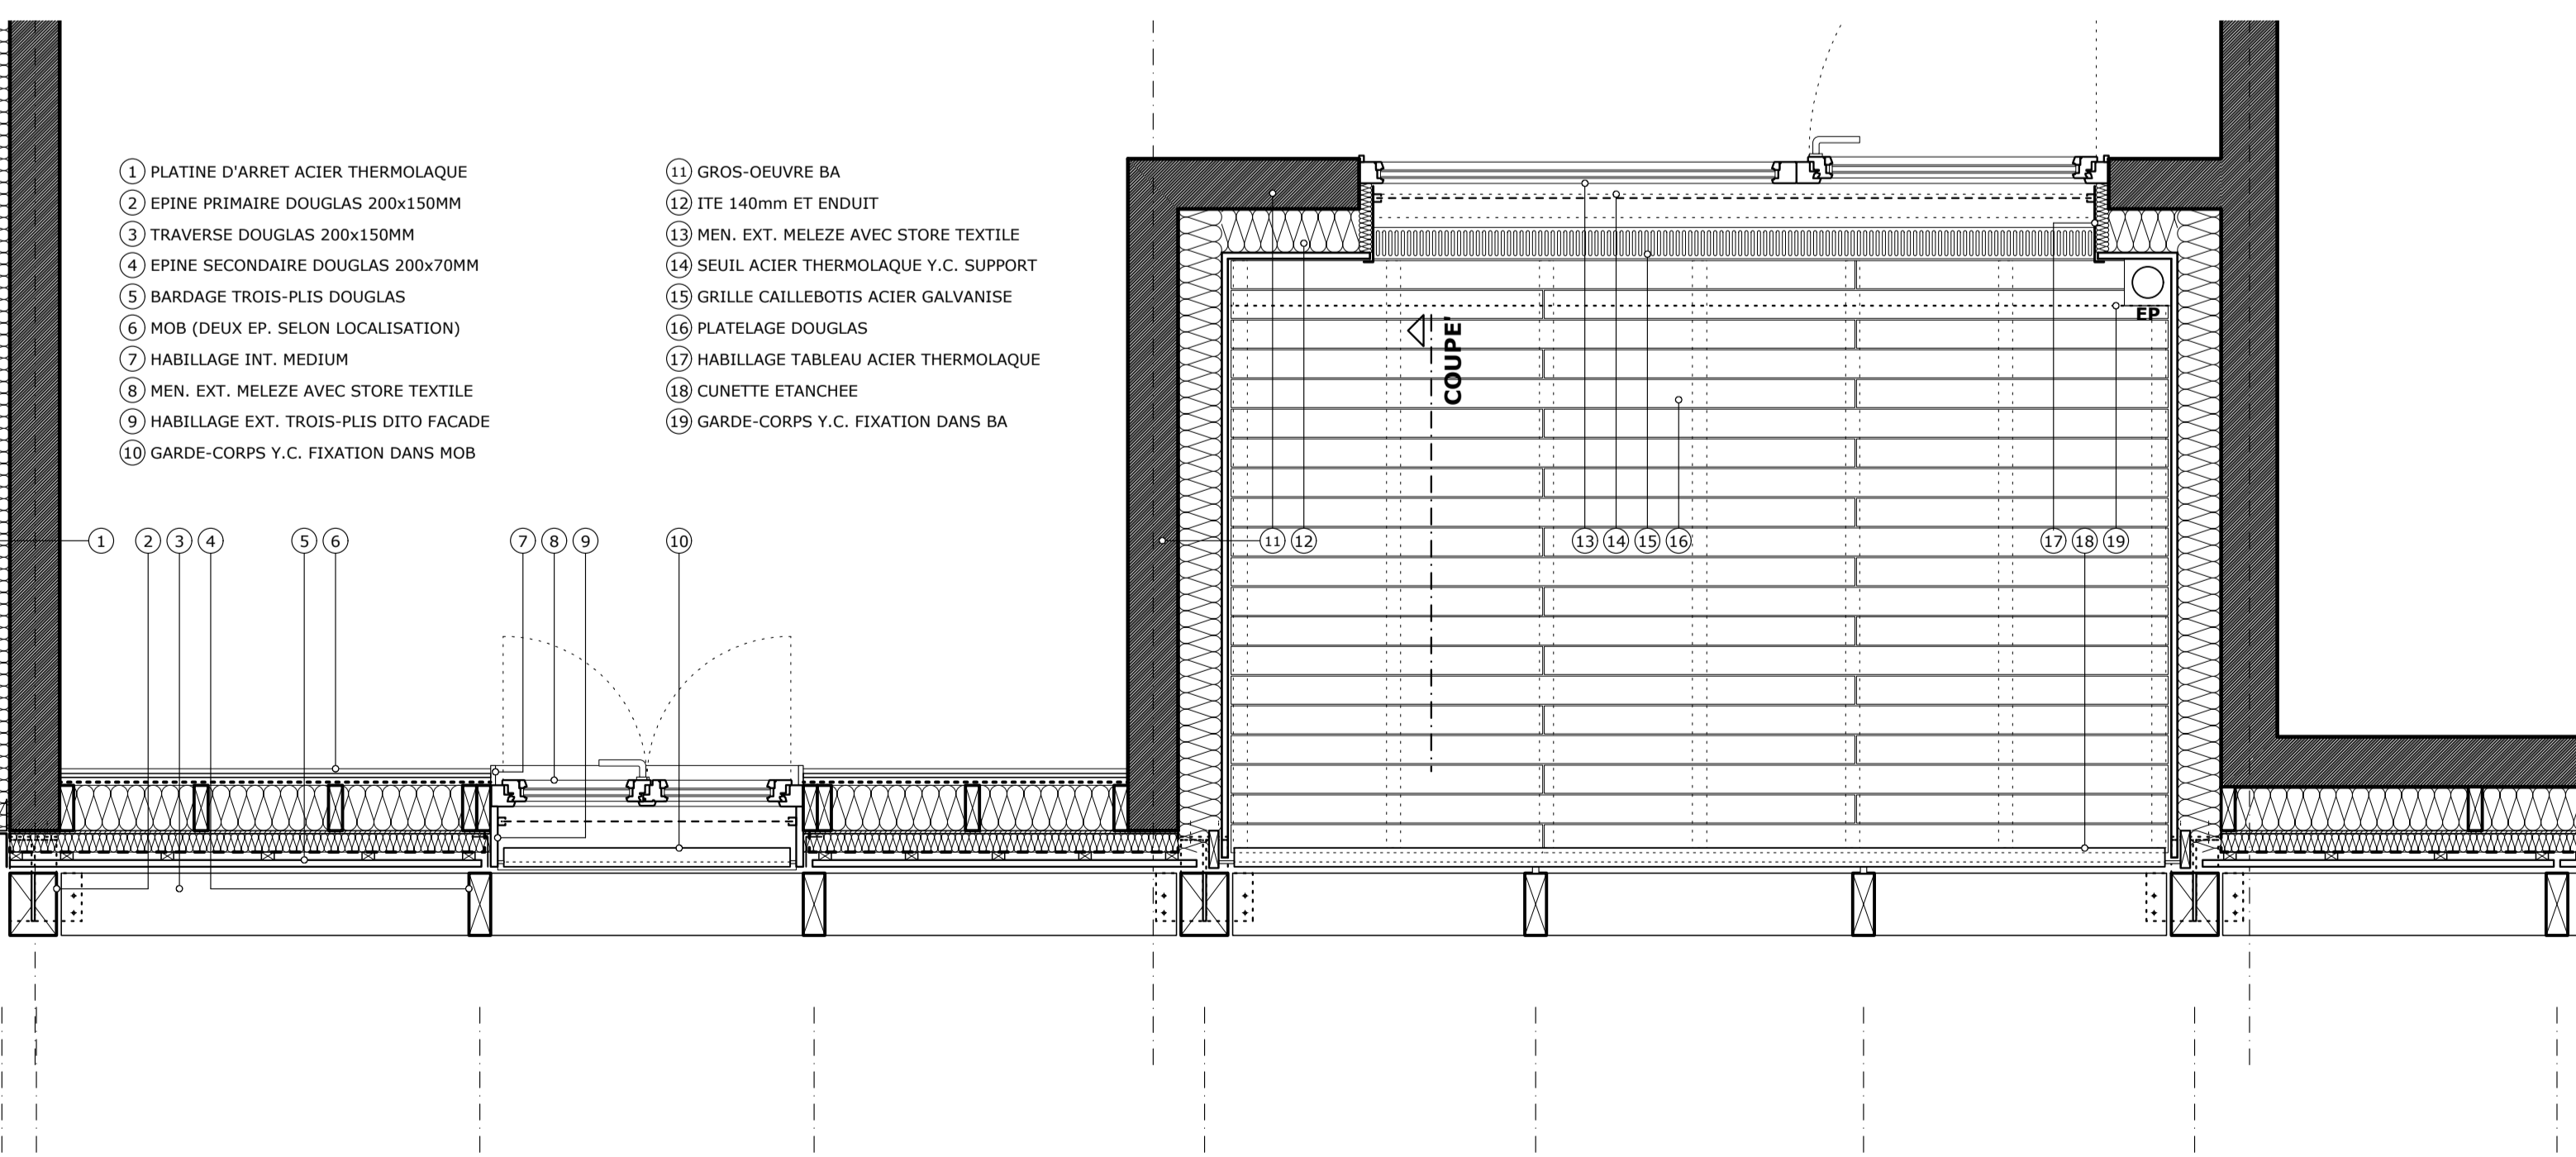 1 PLATINE D'ARRET ACIER THERMOLAQUE
2 EPINE PRIMAIRE DOUGLAS 200x150MM
3 TRAVERSE DOUGLAS 200x150MM
4 EPINE SECONDAIRE DOUGLAS 200x70MM
5 BARDAGE TROIS-PLIS DOUGLAS
6 MOB (DEUX EP. SELON LOCALISATION)
7 HABILLAGE INT. MEDIUM
8 MEN. EXT. MELEZE AVEC STORE TEXTILE
9 HABILLAGE EXT. TROIS-PLIS DITO FACADE
10 GARDE-CORPS Y.C. FIXATION DANS MOB
11 GROS-OEUVRE BA
12 ITE 140mm ET ENDUIT
13 MEN. EXT. MELEZE AVEC STORE TEXTILE
14 SEUIL ACIER THERMOLAQUE Y.C. SUPPORT
15 GRILLE CAILLEBOTIS ACIER GALVANISE
16 PLATELAGE DOUGLAS
17 HABILLAGE TABLEAU ACIER THERMOLAQUE
18 CUNETTE ETANCHEE
19 GARDE-CORPS Y.C. FIXATION DANS BA
EP
COUPE'
1 2 3 4 5 6 7 8 9 10 11 12 13 14 15 16 17 18 19